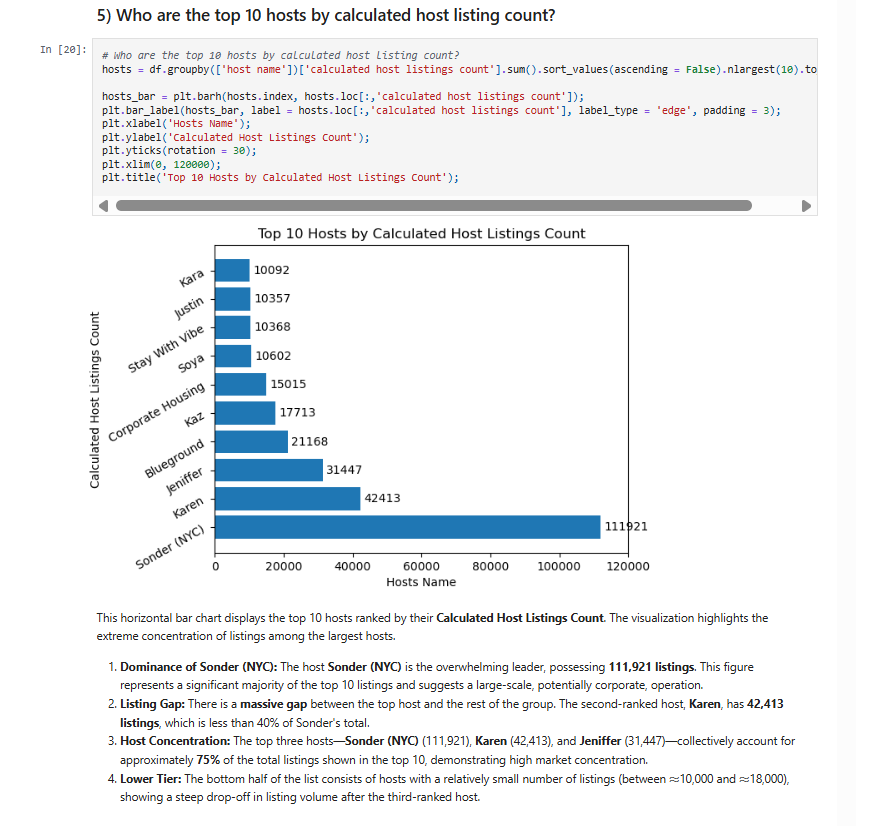 5) Who are the top 10 hosts by calculated host listing count?
In [20]:
# Who are the top 10 hosts by calculated host listing count?
hosts = df.groupby(['host name'])['calculated host listings count'].sum().sort_values(ascending = False).nlargest(10).to
hosts_bar = plt.barh(hosts.index, hosts.loc[:,'calculated host listings count']);
plt.bar_label(hosts_bar, label = hosts.loc[:,'calculated host listings count'], label_type = 'edge', padding = 3);
plt.xlabel('Hosts Name');
plt.ylabel('Calculated Host Listings Count');
plt.yticks(rotation = 30);
plt.xlim(0, 120000);
plt.title('Top 10 Hosts by Calculated Host Listings Count');
Top 10 Hosts by Calculated Host Listings Count
Calculated Host Listings Count
Kara 10092
Justin 10357
Stay With Vibe 10368
Soya 10602
Corporate Housing 15015
Kaz 17713
Blueground 21168
Jeniffer 31447
Karen 42413
Sonder (NYC) 111921
0 20000 40000 60000 80000 100000 120000
Hosts Name
This horizontal bar chart displays the top 10 hosts ranked by their Calculated Host Listings Count. The visualization highlights the
extreme concentration of listings among the largest hosts.
1. Dominance of Sonder (NYC): The host Sonder (NYC) is the overwhelming leader, possessing 111,921 listings. This figure
represents a significant majority of the top 10 listings and suggests a large-scale, potentially corporate, operation.
2. Listing Gap: There is a massive gap between the top host and the rest of the group. The second-ranked host, Karen, has 42,413
listings, which is less than 40% of Sonder's total.
3. Host Concentration: The top three hosts—Sonder (NYC) (111,921), Karen (42,413), and Jeniffer (31,447)—collectively account for
approximately 75% of the total listings shown in the top 10, demonstrating high market concentration.
4. Lower Tier: The bottom half of the list consists of hosts with a relatively small number of listings (between ≈10,000 and ≈18,000),
showing a steep drop-off in listing volume after the third-ranked host.